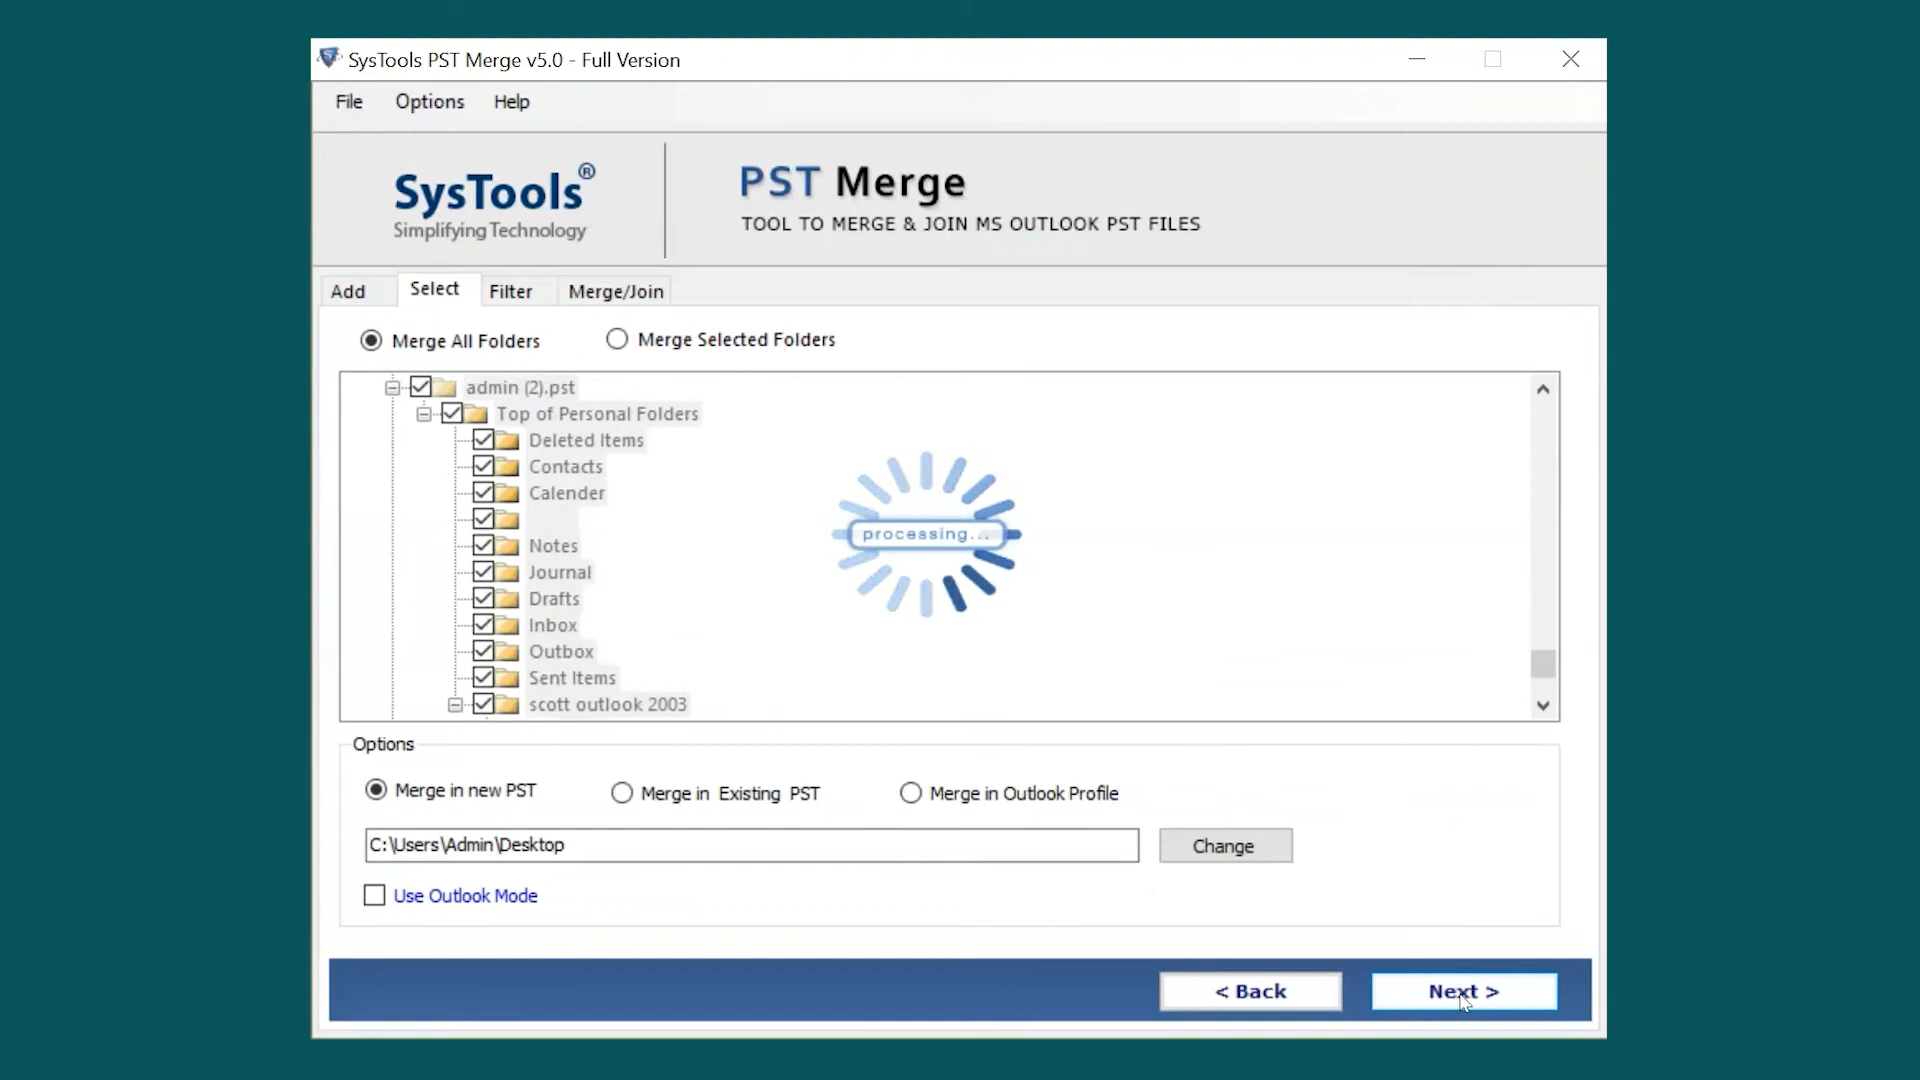 SysTools PST Merge v5.0 - Full Version
File Options Help
SysTools®
Simplifying Technology
PST Merge
TOOL TO MERGE & JOIN MS OUTLOOK PST FILES
Add Select Filter Merge/Join
Merge All Folders Merge Selected Folders
admin (2).pst
Top of Personal Folders
Deleted Items
Contacts
Calender
Notes
Journal
Drafts
Inbox
Outbox
Sent Items
scott outlook 2003
processing...
Options
Merge in new PST Merge in Existing PST Merge in Outlook Profile
C:\Users\Admin\Desktop Change
Use Outlook Mode
< Back Next >